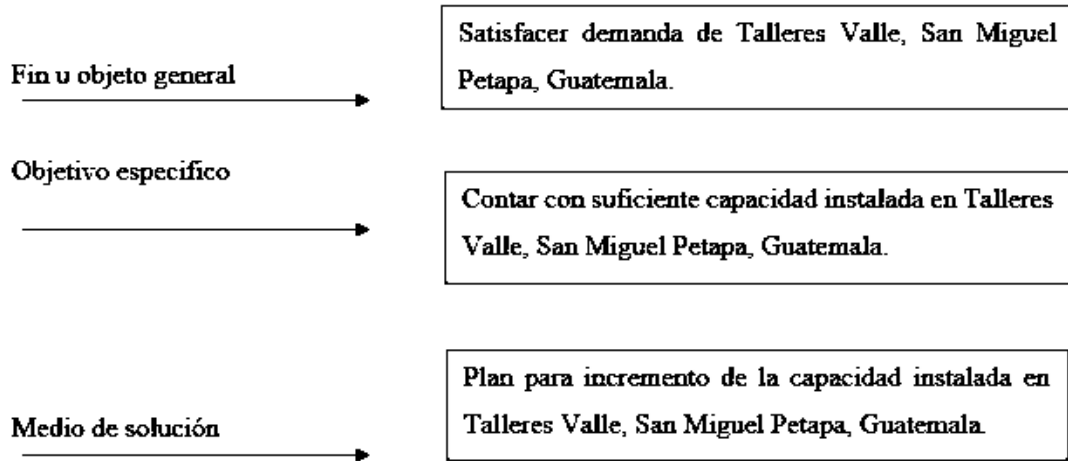 Satisfacer demanda de Talleres Valle, San Miguel
Petapa, Guatemala.
Fin u objeto general
Objetivo especifico
Contar con suficiente capacidad instalada en Talleres
Valle, San Miguel Petapa, Guatemala.
Plan para incremento de la capacidad instalada en
Talleres Valle, San Miguel Petapa, Guatemala.
Medio de solución